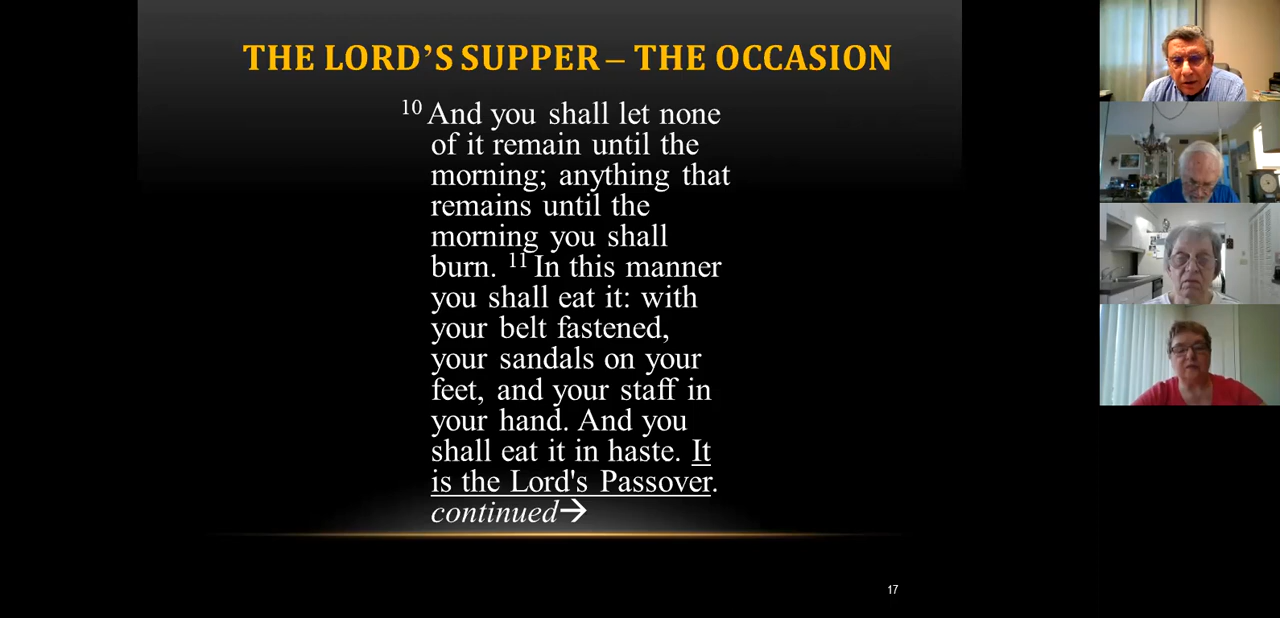 THE LORD’S SUPPER – THE OCCASION
10 And you shall let none
of it remain until the
morning; anything that
remains until the
morning you shall
burn. 11 In this manner
you shall eat it: with
your belt fastened,
your sandals on your
feet, and your staff in
your hand. And you
shall eat it in haste. It
is the Lord's Passover.
continued→
17